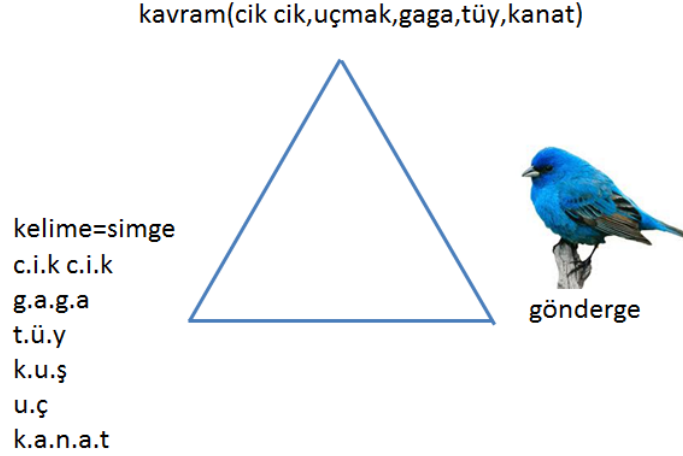 kavram(cik cik,uçmak,gaga,tüy,kanat)
kelime=simge
c.i.k c.i.k
g.a.g.a
t.ü.y
k.u.ş
u.ç
k.a.n.a.t
gönderge